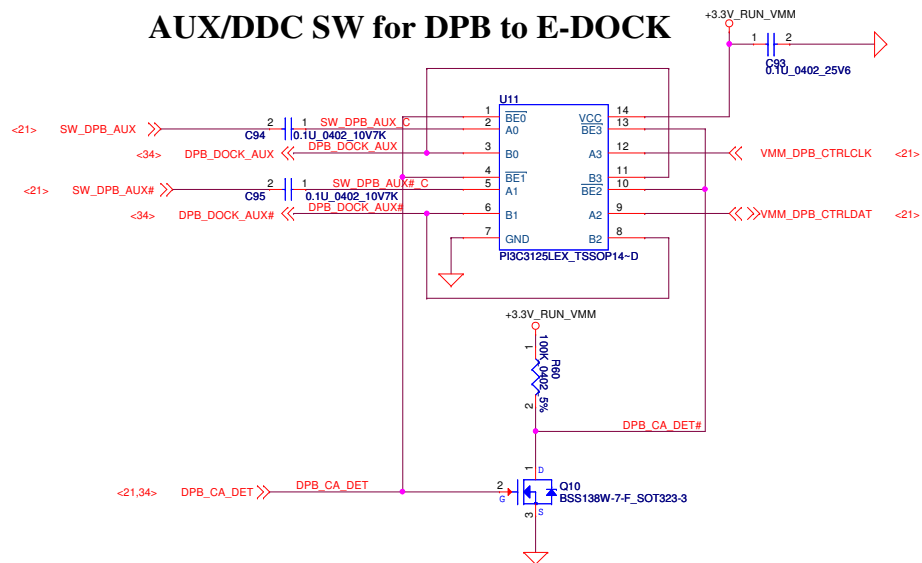 AUX/DDC SW for DPB to E-DOCK
+3.3V_RUN_VMM
1 2
C93
0.1U_0402_25V6
U11
1 BE0 VCC 14
2 A0 BE3 13
3 B0 A3 12
4 BE1 B3 11
5 A1 BE2 10
6 B1 A2 9
7 GND B2 8
PI3C3125LEX_TSSOP14~D
<21> SW_DPB_AUX 2 1 SW_DPB_AUX_C
C94 0.1U_0402_10V7K
<34> DPB_DOCK_AUX DPB_DOCK_AUX
<21> SW_DPB_AUX# 2 1 SW_DPB_AUX#_C
C95 0.1U_0402_10V7K
<34> DPB_DOCK_AUX# DPB_DOCK_AUX#
VMM_DPB_CTRLCLK <21>
VMM_DPB_CTRLDAT <21>
+3.3V_RUN_VMM
1
R60
100K_0402_5%
2
DPB_CA_DET#
<21,34> DPB_CA_DET DPB_CA_DET
1 D
2 G
3 S
Q10
BSS138W-7-F_SOT323-3